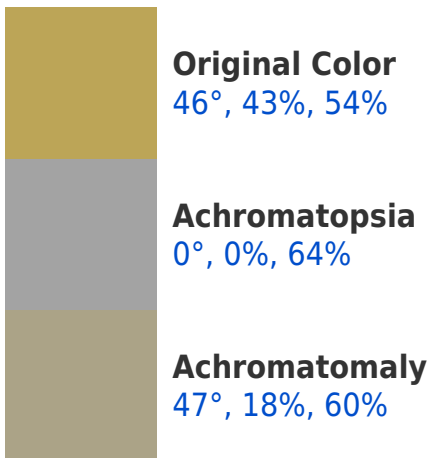 Original Color
46°, 43%, 54%
Achromatopsia
0°, 0%, 64%
Achromatomaly
47°, 18%, 60%